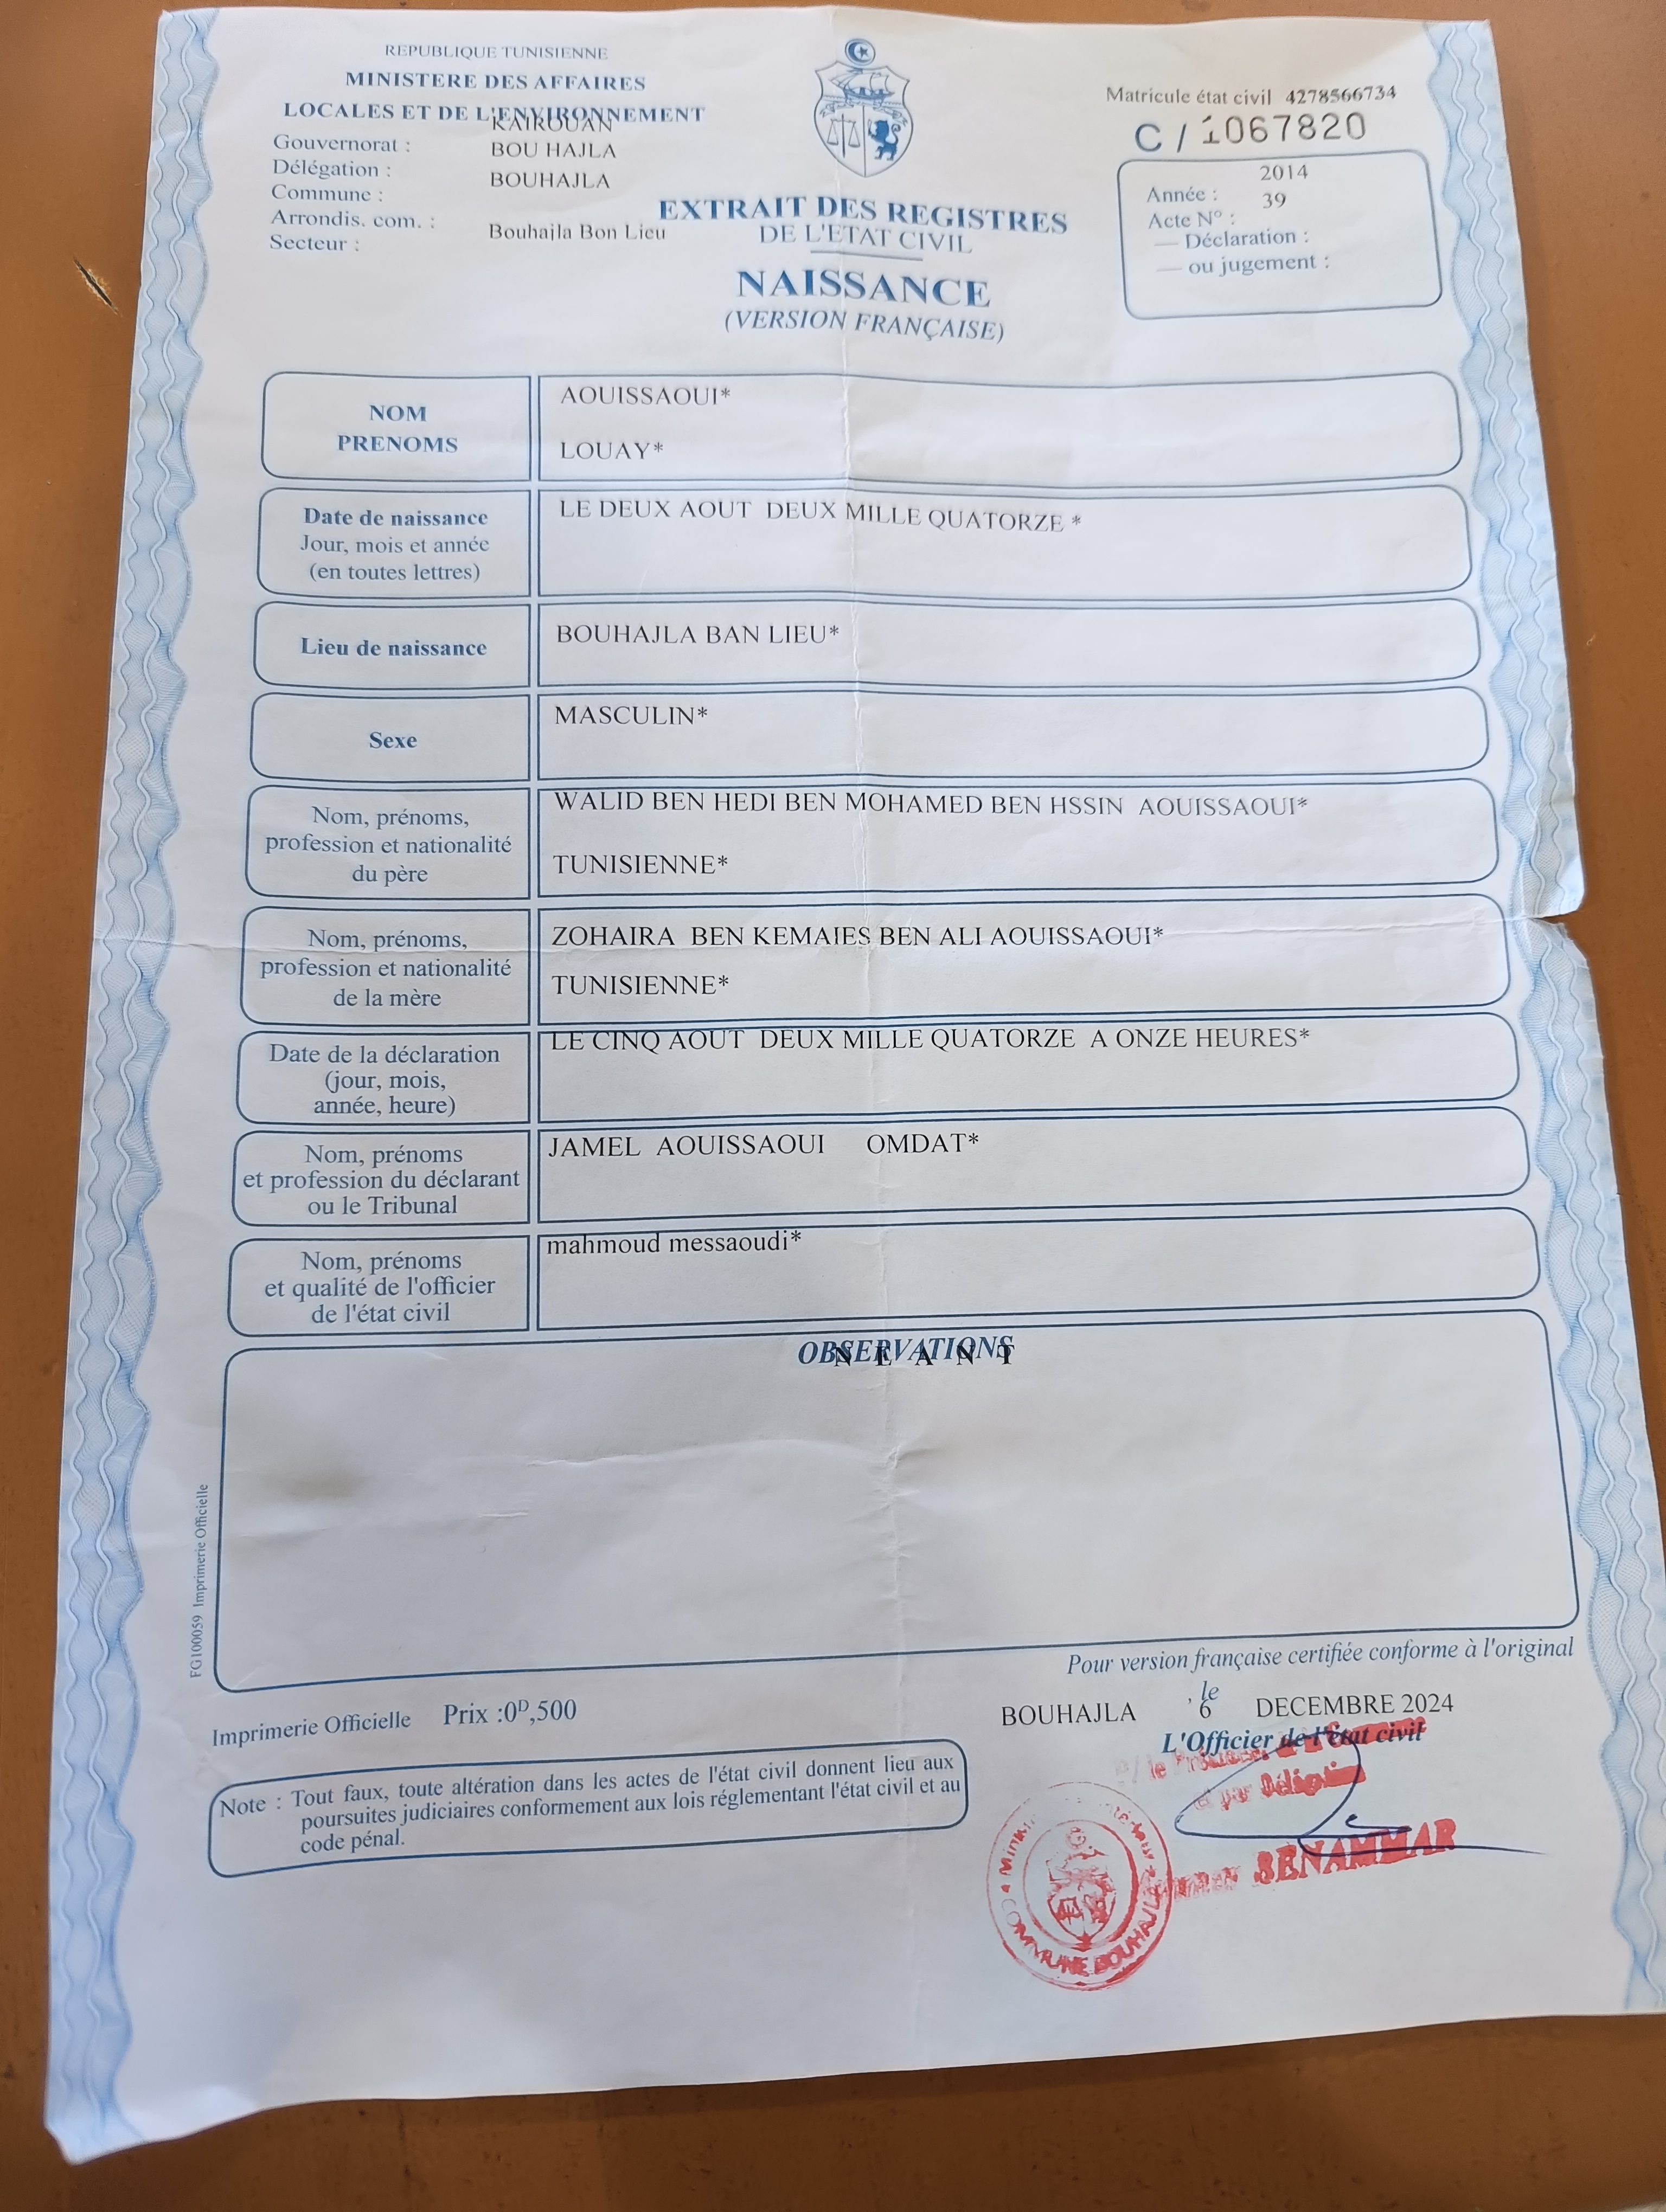 REPUBLIQUE TUNISIENNE
MINISTERE DES AFFAIRES
LOCALES ET DE L'ENVIRONNEMENT
Gouvernorat : KAIROUAN
Délégation : BOU HAJLA
Commune : BOUHAJLA
Arrondis. com. :
Secteur : Bouhajla Bon Lieu
EXTRAIT DES REGISTRES
DE L'ETAT CIVIL
NAISSANCE
(VERSION FRANÇAISE)
Matricule état civil 4278566734
C / 1067820
Année : 2014
Acte N° : 39
— Déclaration :
— ou jugement :
NOM
PRENOMS
AOUISSAOUI*
LOUAY*
Date de naissance
Jour, mois et année
(en toutes lettres)
LE DEUX AOUT DEUX MILLE QUATORZE *
Lieu de naissance
BOUHAJLA BAN LIEU*
Sexe
MASCULIN*
Nom, prénoms,
profession et nationalité
du père
WALID BEN HEDI BEN MOHAMED BEN HSSIN AOUISSAOUI*
TUNISIENNE*
Nom, prénoms,
profession et nationalité
de la mère
ZOHAIRA BEN KEMAIES BEN ALI AOUISSAOUI*
TUNISIENNE*
Date de la déclaration
(jour, mois,
année, heure)
LE CINQ AOUT DEUX MILLE QUATORZE A ONZE HEURES*
Nom, prénoms
et profession du déclarant
ou le Tribunal
JAMEL AOUISSAOUI OMDAT*
Nom, prénoms
et qualité de l'officier
de l'état civil
mahmoud messaoudi*
OBSERVATIONS
N E A N T
FG100059 Imprimerie Officielle
Pour version française certifiée conforme à l'original
Imprimerie Officielle Prix :0ᴰ,500
BOUHAJLA , le 6 DECEMBRE 2024
L'Officier de l'état civil
P/ le
et par Délégation
BENAMMAR
COMMUNE BOUHAJLA
Note : Tout faux, toute altération dans les actes de l'état civil donnent lieu aux
poursuites judiciaires conformement aux lois réglementant l'état civil et au
code pénal.